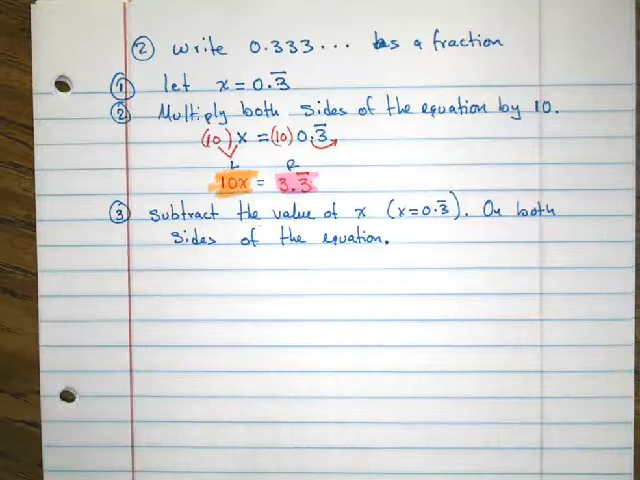 ② Write 0.333... as a fraction
① let x = 0.3̅
② Multiply both sides of the equation by 10.
(10) x = (10) 0.3̅
L R
10x = 3.3̅
③ Subtract the value of x (x = 0.3̅). On both
sides of the equation.